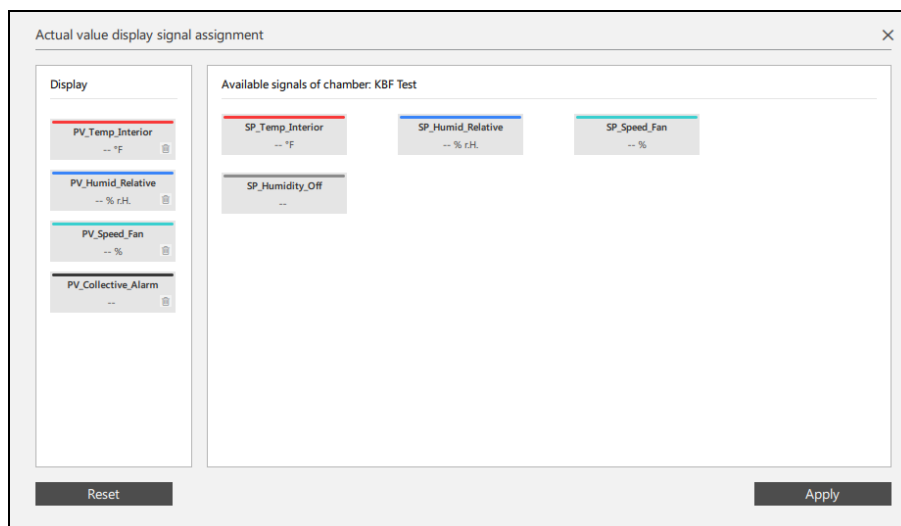 Actual value display signal assignment
Display
PV_Temp_Interior
-- °F
PV_Humid_Relative
-- % r.H.
PV_Speed_Fan
-- %
PV_Collective_Alarm
--
Available signals of chamber: KBF Test
SP_Temp_Interior
-- °F
SP_Humid_Relative
-- % r.H.
SP_Speed_Fan
-- %
SP_Humidity_Off
--
Reset
Apply